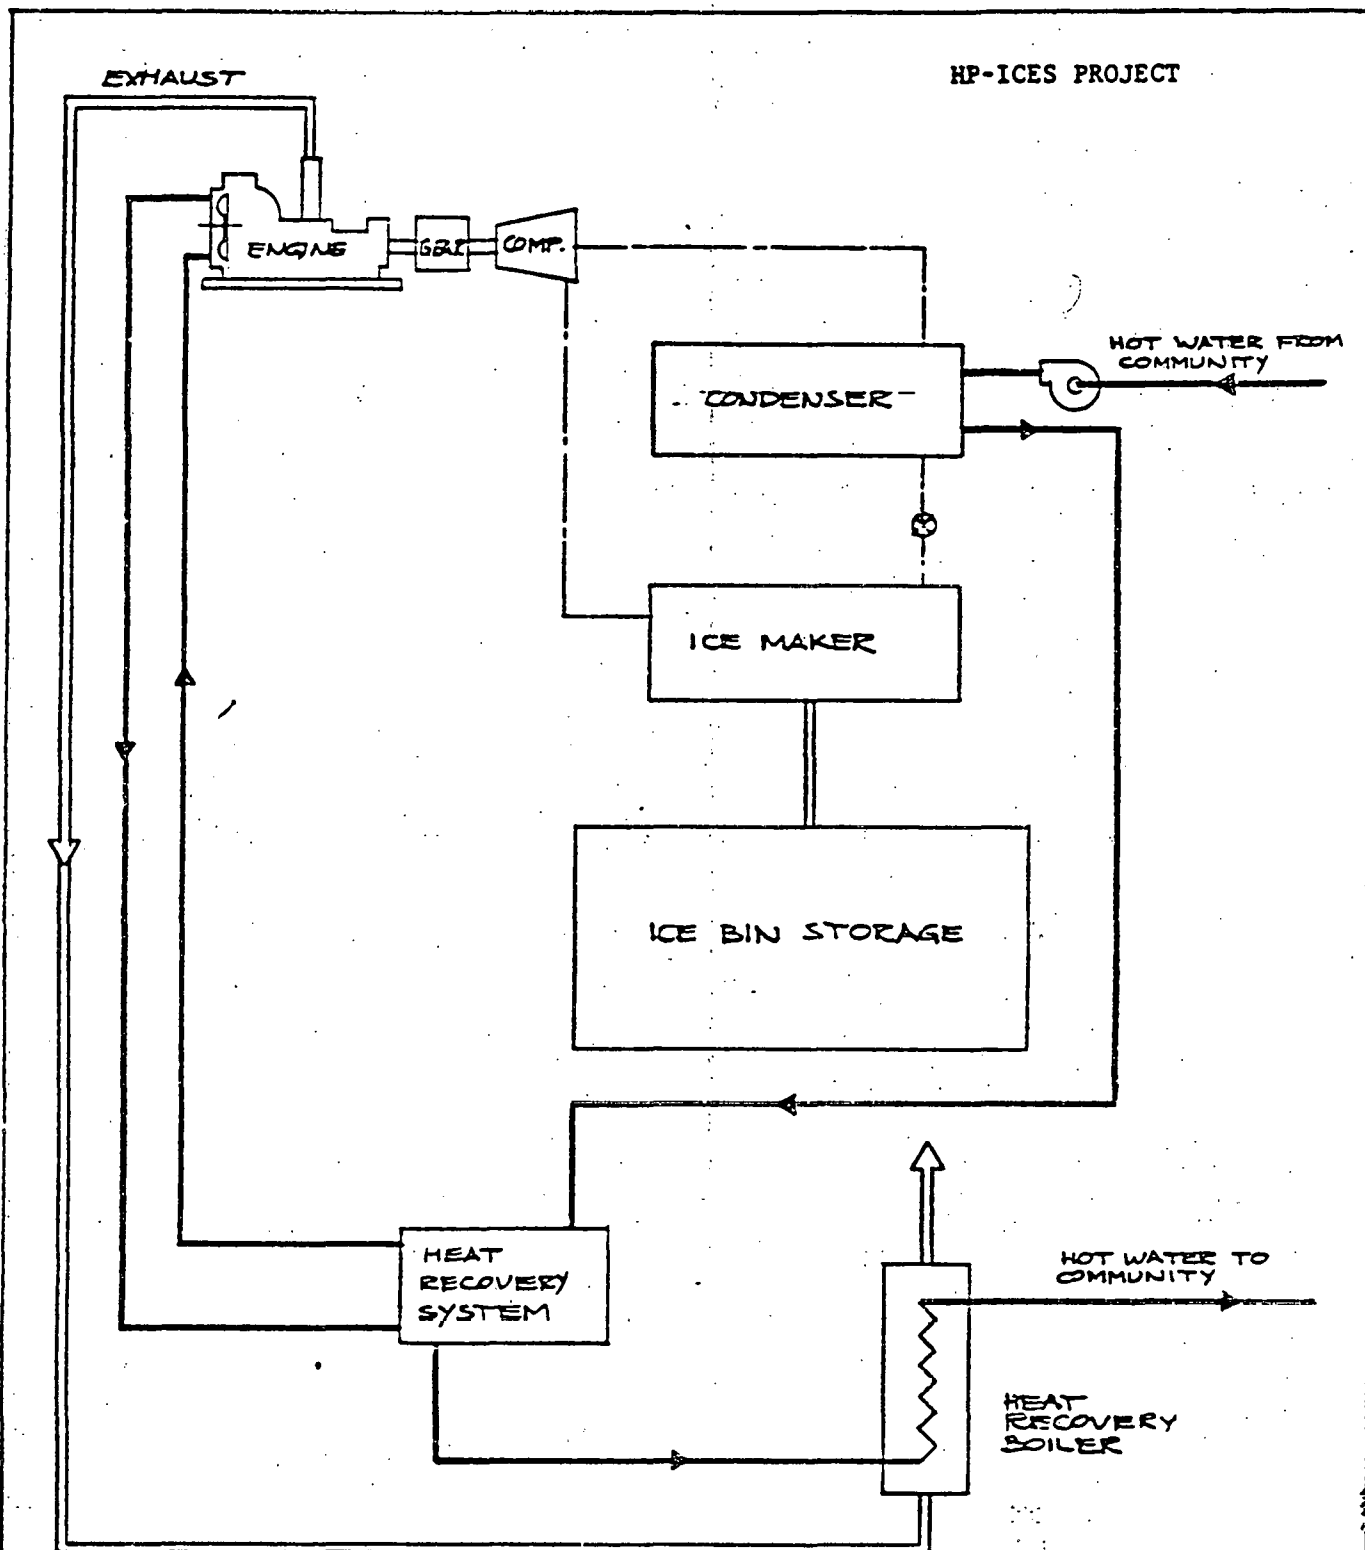 HP-ICES PROJECT
EXHAUST
ENGINE
GEN.
COMP.
HOT WATER FROM
COMMUNITY
CONDENSER
ICE MAKER
ICE BIN STORAGE
HEAT
RECOVERY
SYSTEM
HOT WATER TO
COMMUNITY
HEAT
RECOVERY
BOILER